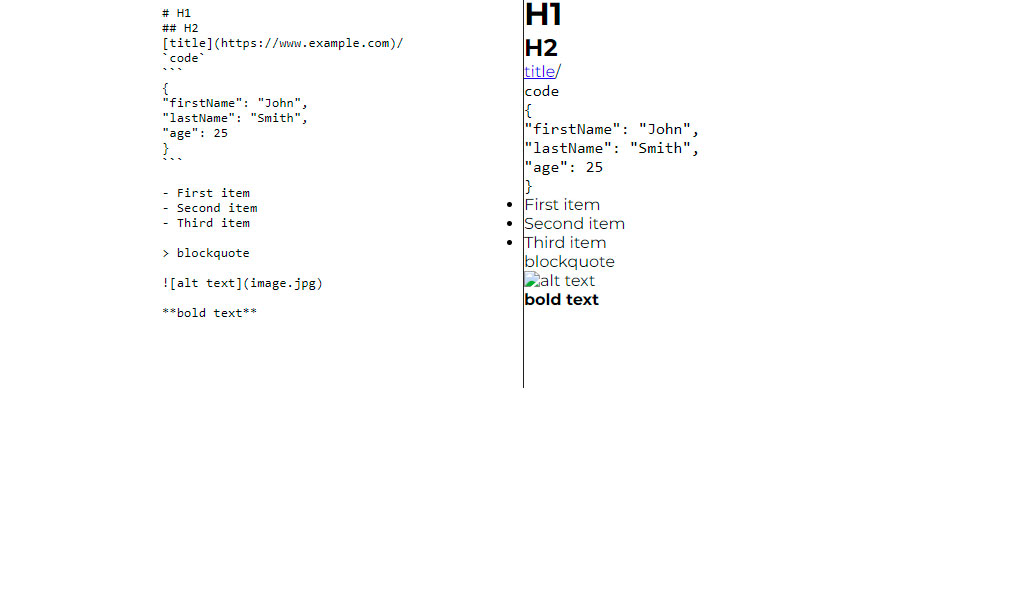 # H1
## H2
[title](https://www.example.com)/
`code`
```
{
"firstName": "John",
"lastName": "Smith",
"age": 25
}
```
- First item
- Second item
- Third item
> blockquote
![alt text](image.jpg)
**bold text**
H1
H2
title/
code
{
"firstName": "John",
"lastName": "Smith",
"age": 25
}
• First item
• Second item
• Third item
blockquote
alt text
bold text